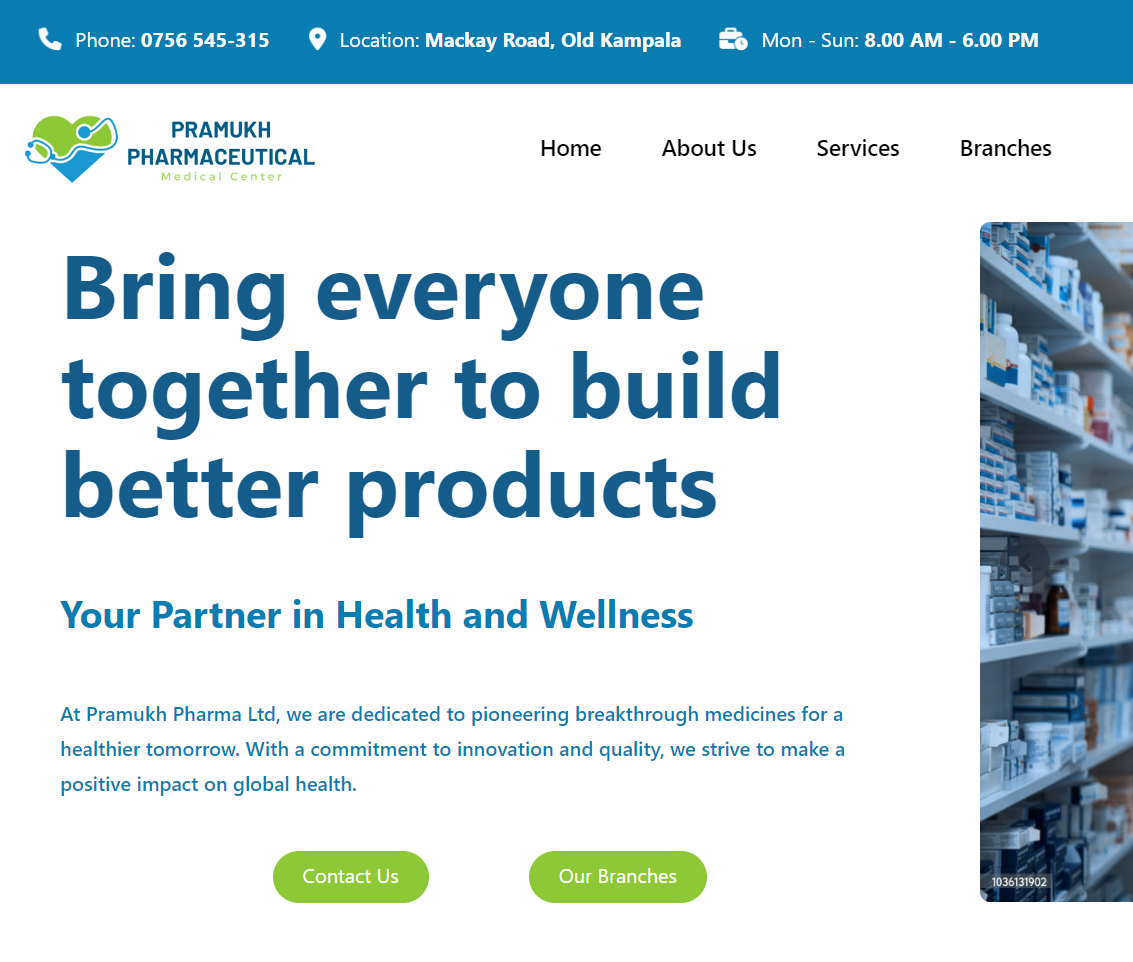 Phone: 0756 545-315 Location: Mackay Road, Old Kampala Mon - Sun: 8.00 AM - 6.00 PM
PRAMUKH
PHARMACEUTICAL
Medical Center
Home About Us Services Branches
Bring everyone
together to build
better products
Your Partner in Health and Wellness
At Pramukh Pharma Ltd, we are dedicated to pioneering breakthrough medicines for a
healthier tomorrow. With a commitment to innovation and quality, we strive to make a
positive impact on global health.
Contact Us Our Branches
1036131902